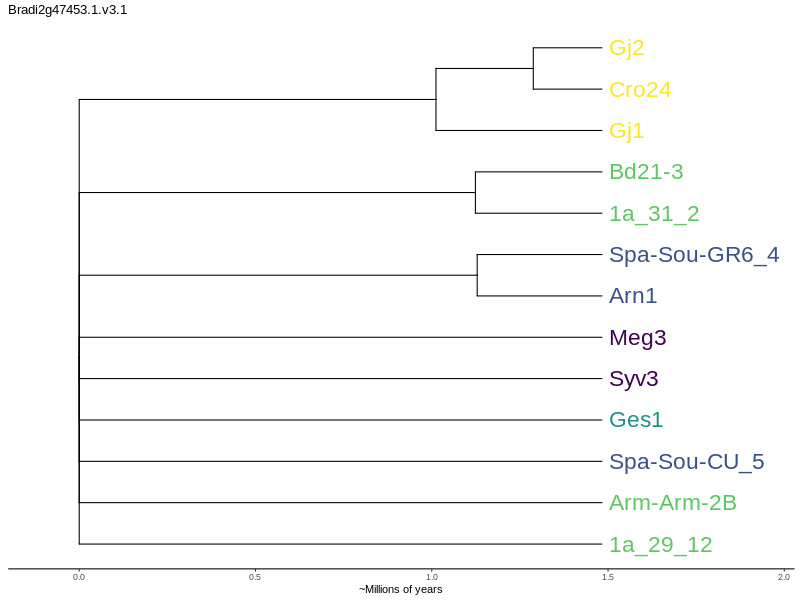 Bradi2g47453.1.v3.1
Gj2
Cro24
Gj1
Bd21-3
1a_31_2
Spa-Sou-GR6_4
Arn1
Meg3
Syv3
Ges1
Spa-Sou-CU_5
Arm-Arm-2B
1a_29_12
0.0 0.5 1.0 1.5 2.0
~Millions of years